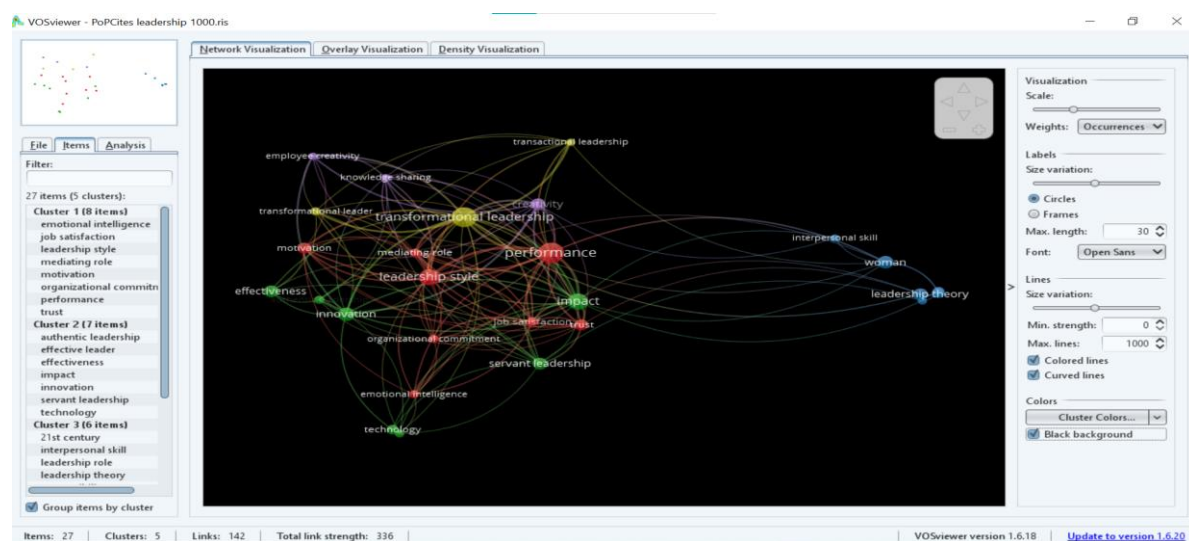 VOSviewer - PoPCites leadership 1000.ris
File Items Analysis
Filter:
27 items (5 clusters):
Cluster 1 (8 items)
emotional intelligence
job satisfaction
leadership style
mediating role
motivation
organizational commitn
performance
trust
Cluster 2 (7 items)
authentic leadership
effective leader
effectiveness
impact
innovation
servant leadership
technology
Cluster 3 (6 items)
21st century
interpersonal skill
leadership role
leadership theory
Group items by cluster
Network Visualization Overlay Visualization Density Visualization
transactional leadership
employee creativity
knowledge sharing
creativity
transformational leader
transformational leadership
interpersonal skill
motivation
mediating role
performance
woman
leadership style
effectiveness
leadership theory
impact
innovation
job satisfaction
trust
organizational commitment
servant leadership
emotional intelligence
technology
>
Visualization
Scale:
Weights: Occurrences
Labels
Size variation:
Circles
Frames
Max. length: 30
Font: Open Sans
Lines
Size variation:
Min. strength: 0
Max. lines: 1000
Colored lines
Curved lines
Colors
Cluster Colors...
Black background
Items: 27 | Clusters: 5 | Links: 142 | Total link strength: 336 |
VOSviewer version 1.6.18 | Update to version 1.6.20